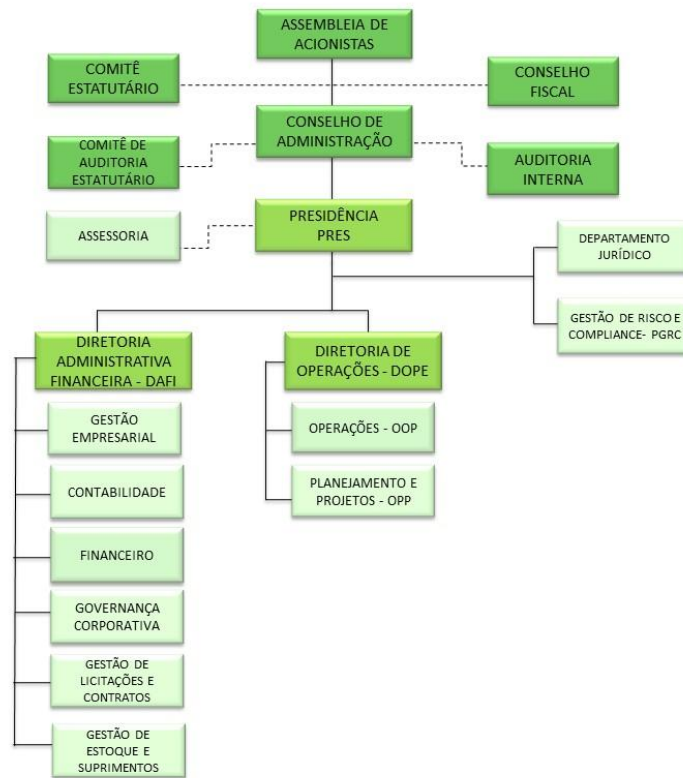 ASSEMBLEIA DE
ACIONISTAS
COMITÊ
ESTATUTÁRIO
CONSELHO
FISCAL
CONSELHO DE
ADMINISTRAÇÃO
COMITÊ DE
AUDITORIA
ESTATUTÁRIO
AUDITORIA
INTERNA
PRESIDÊNCIA
PRES
ASSESSORIA
DEPARTAMENTO
JURÍDICO
GESTÃO DE RISCO E
COMPLIANCE- PGRC
DIRETORIA
ADMINISTRATIVA
FINANCEIRA - DAFI
DIRETORIA DE
OPERAÇÕES - DOPE
GESTÃO
EMPRESARIAL
CONTABILIDADE
FINANCEIRO
GOVERNANÇA
CORPORATIVA
GESTÃO DE
LICITAÇÕES E
CONTRATOS
GESTÃO DE
ESTOQUE E
SUPRIMENTOS
OPERAÇÕES - OOP
PLANEJAMENTO E
PROJETOS - OPP